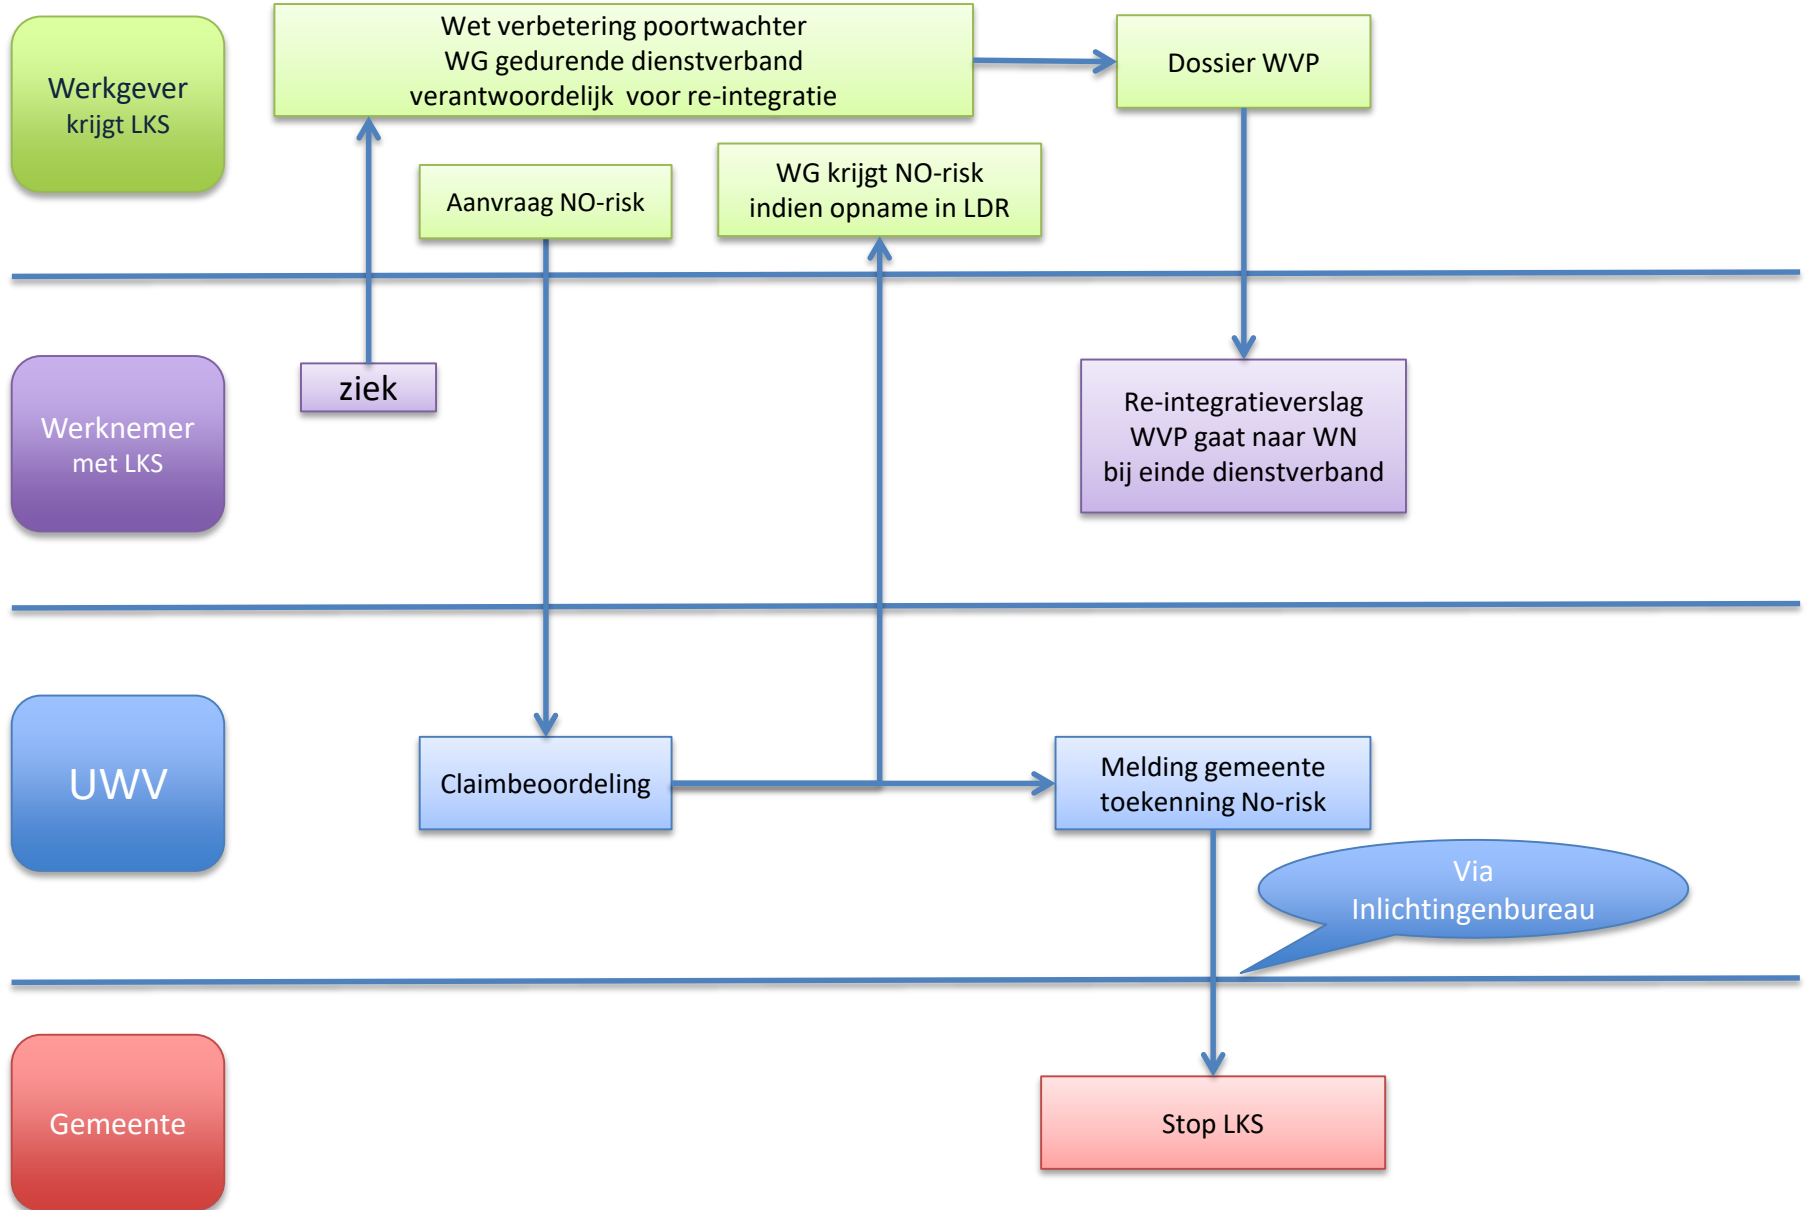 Werkgever
krijgt LKS
Wet verbetering poortwachter
WG gedurende dienstverband
verantwoordelijk voor re-integratie
Dossier WVP
Aanvraag NO-risk
WG krijgt NO-risk
indien opname in LDR
Werknemer
met LKS
ziek
Re-integratieverslag
WVP gaat naar WN
bij einde dienstverband
UWV
Claimbeoordeling
Melding gemeente
toekenning No-risk
Via
Inlichtingenbureau
Gemeente
Stop LKS